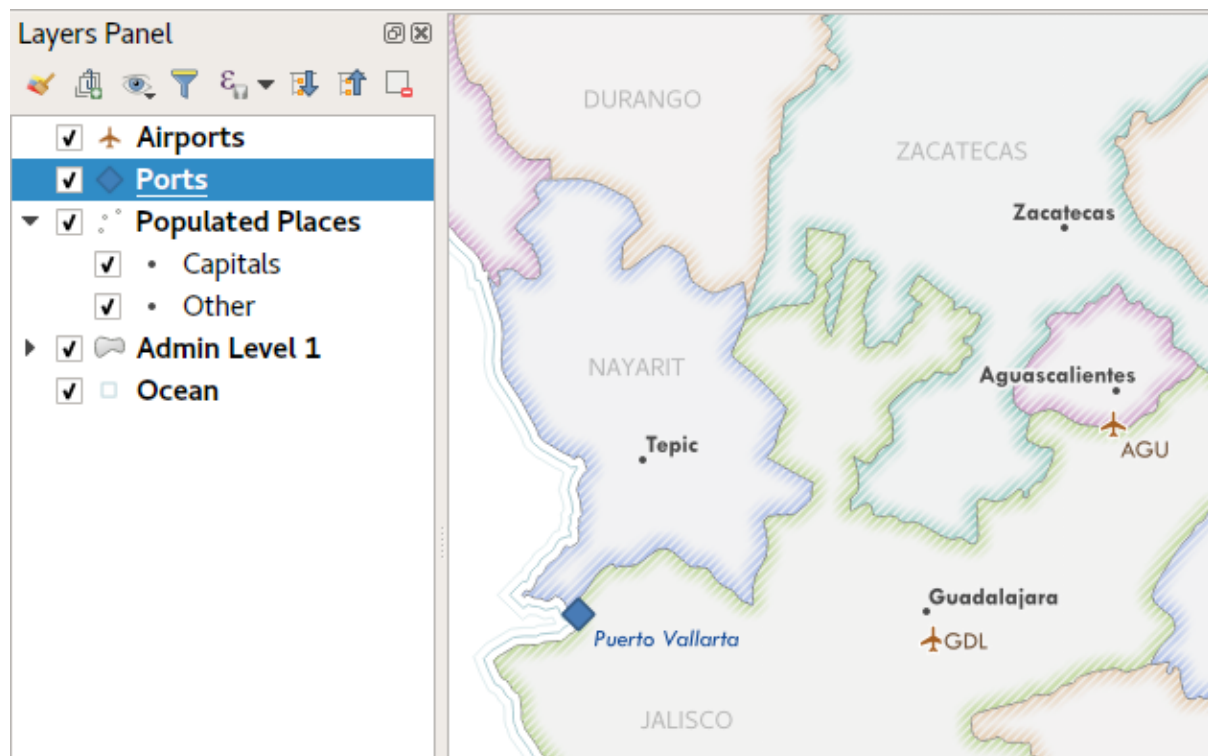 Layers Panel
Airports
Ports
Populated Places
Capitals
Other
Admin Level 1
Ocean
DURANGO
ZACATECAS
Zacatecas
NAYARIT
Aguascalientes
Tepic
AGU
Guadalajara
Puerto Vallarta
GDL
JALISCO